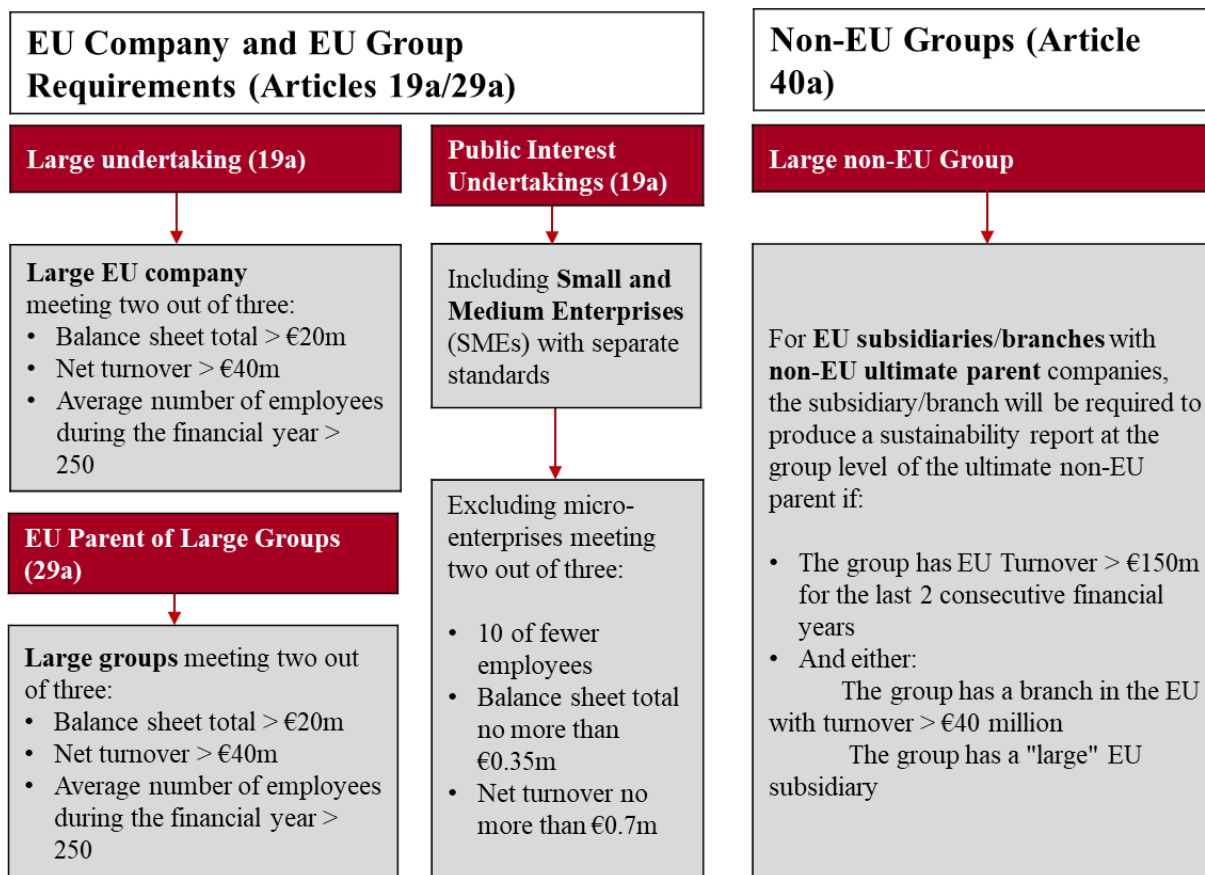 EU Company and EU Group
Requirements (Articles 19a/29a)
Large undertaking (19a)
Large EU company
meeting two out of three:
• Balance sheet total > €20m
• Net turnover > €40m
• Average number of employees
during the financial year >
250
EU Parent of Large Groups
(29a)
Large groups meeting two out
of three:
• Balance sheet total > €20m
• Net turnover > €40m
• Average number of employees
during the financial year >
250
Public Interest
Undertakings (19a)
Including Small and
Medium Enterprises
(SMEs) with separate
standards
Excluding micro-
enterprises meeting
two out of three:
• 10 of fewer
employees
• Balance sheet total
no more than
€0.35m
• Net turnover no
more than €0.7m
Non-EU Groups (Article
40a)
Large non-EU Group
For EU subsidiaries/branches with
non-EU ultimate parent companies,
the subsidiary/branch will be required to
produce a sustainability report at the
group level of the ultimate non-EU
parent if:
• The group has EU Turnover > €150m
for the last 2 consecutive financial
years
• And either:
The group has a branch in the EU
with turnover > €40 million
The group has a "large" EU
subsidiary